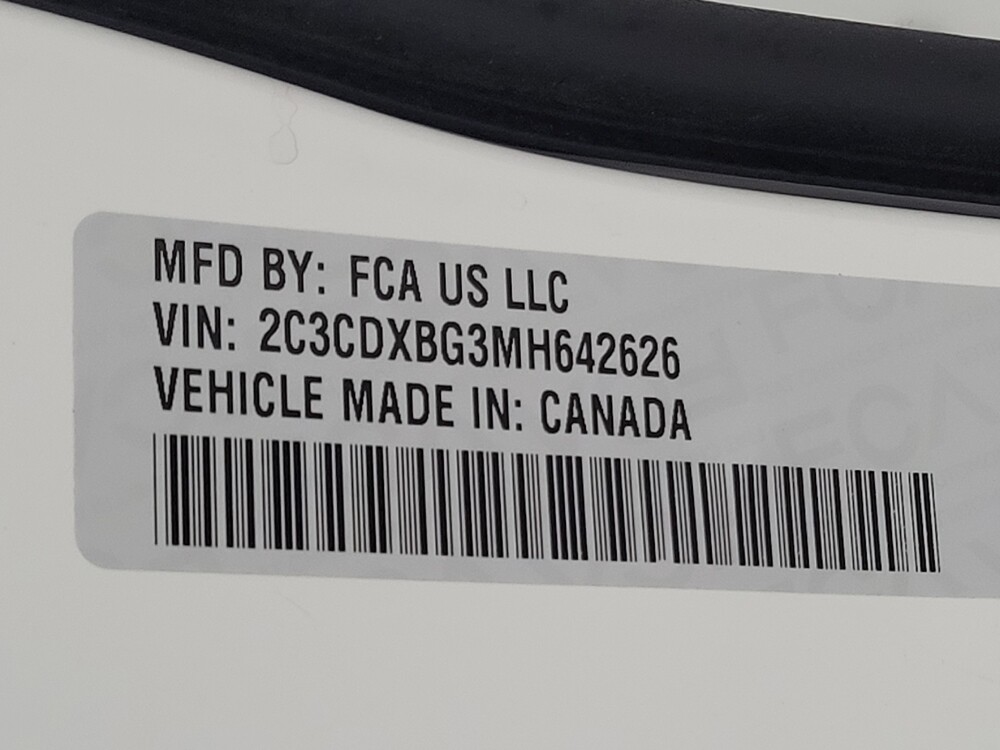 MFD BY: FCA US LLC
VIN: 2C3CDXBG3MH642626
VEHICLE MADE IN: CANADA